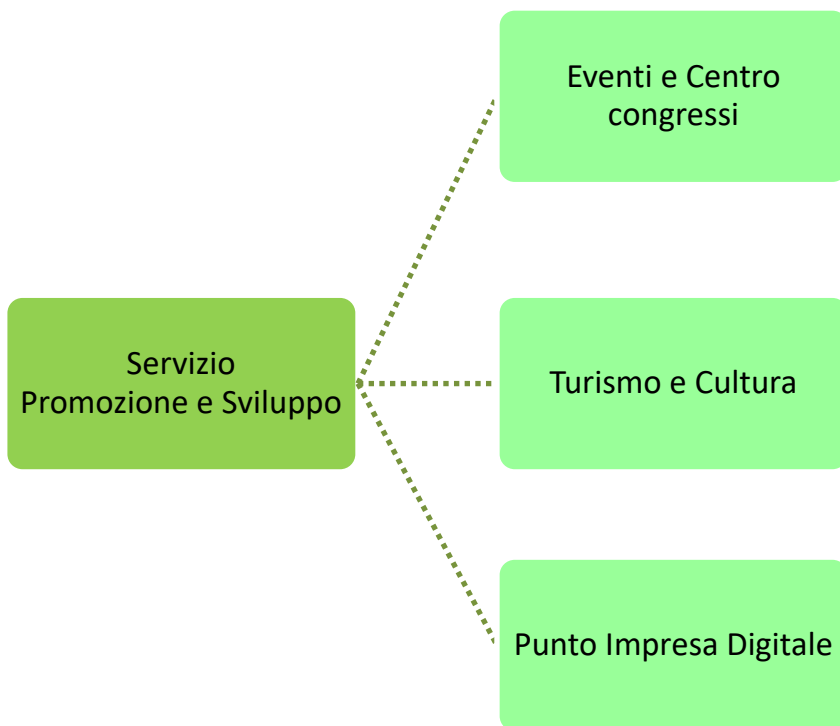 Eventi e Centro
congressi
Servizio
Promozione e Sviluppo
Turismo e Cultura
Punto Impresa Digitale